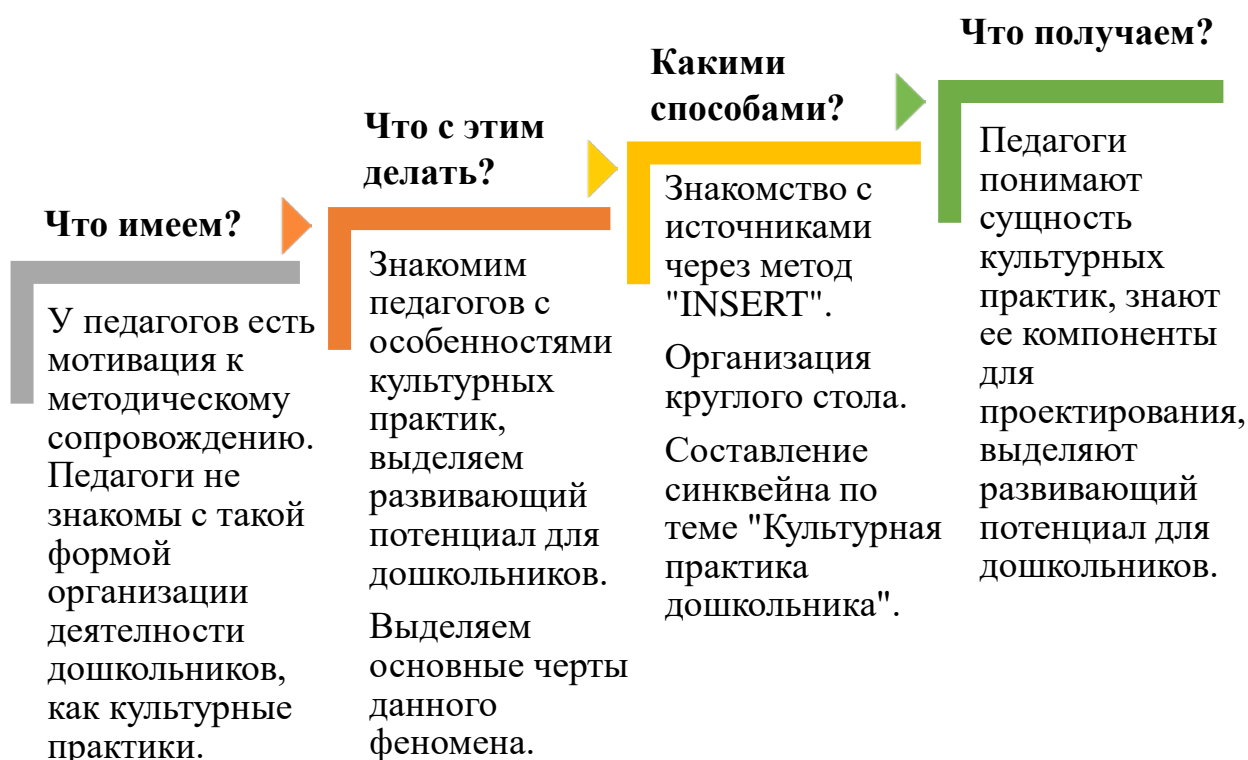 Что имеем?
У педагогов есть
мотивация к
методическому
сопровождению.
Педагоги не
знакомы с такой
формой
организации
деятелности
дошкольников,
как культурные
практики.
Что с этим
делать?
Знакомим
педагогов с
особенностями
культурных
практик,
выделяем
развивающий
потенциал для
дошкольников.
Выделяем
основные черты
данного
феномена.
Какими
способами?
Знакомство с
источниками
через метод
"INSERT".
Организация
круглого стола.
Составление
синквейна по
теме "Культурная
практика
дошкольника".
Что получаем?
Педагоги
понимают
сущность
культурных
практик, знают
ее компоненты
для
проектирования,
выделяют
развивающий
потенциал для
дошкольников.